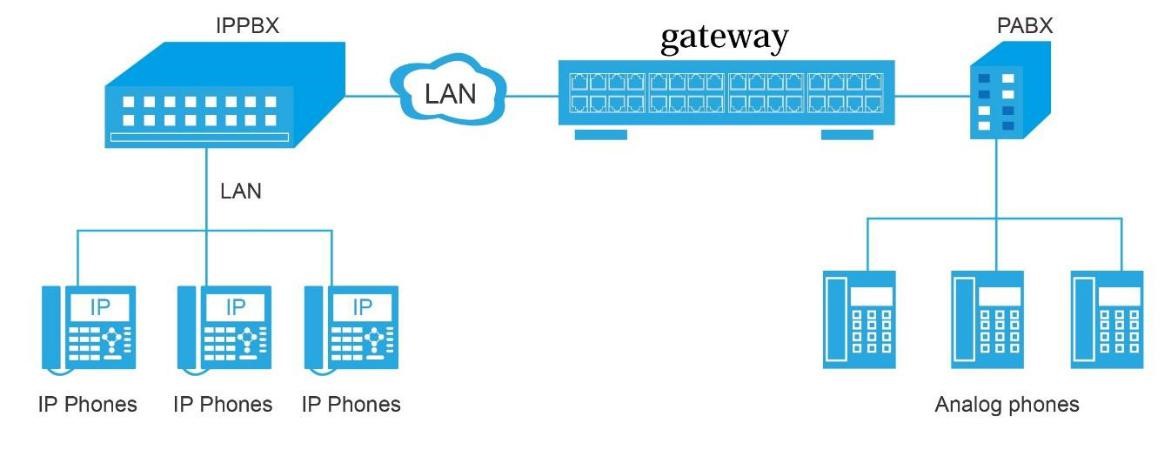 IPPBX
gateway
PABX
LAN
LAN
IP
IP
IP
IP Phones
IP Phones
IP Phones
Analog phones